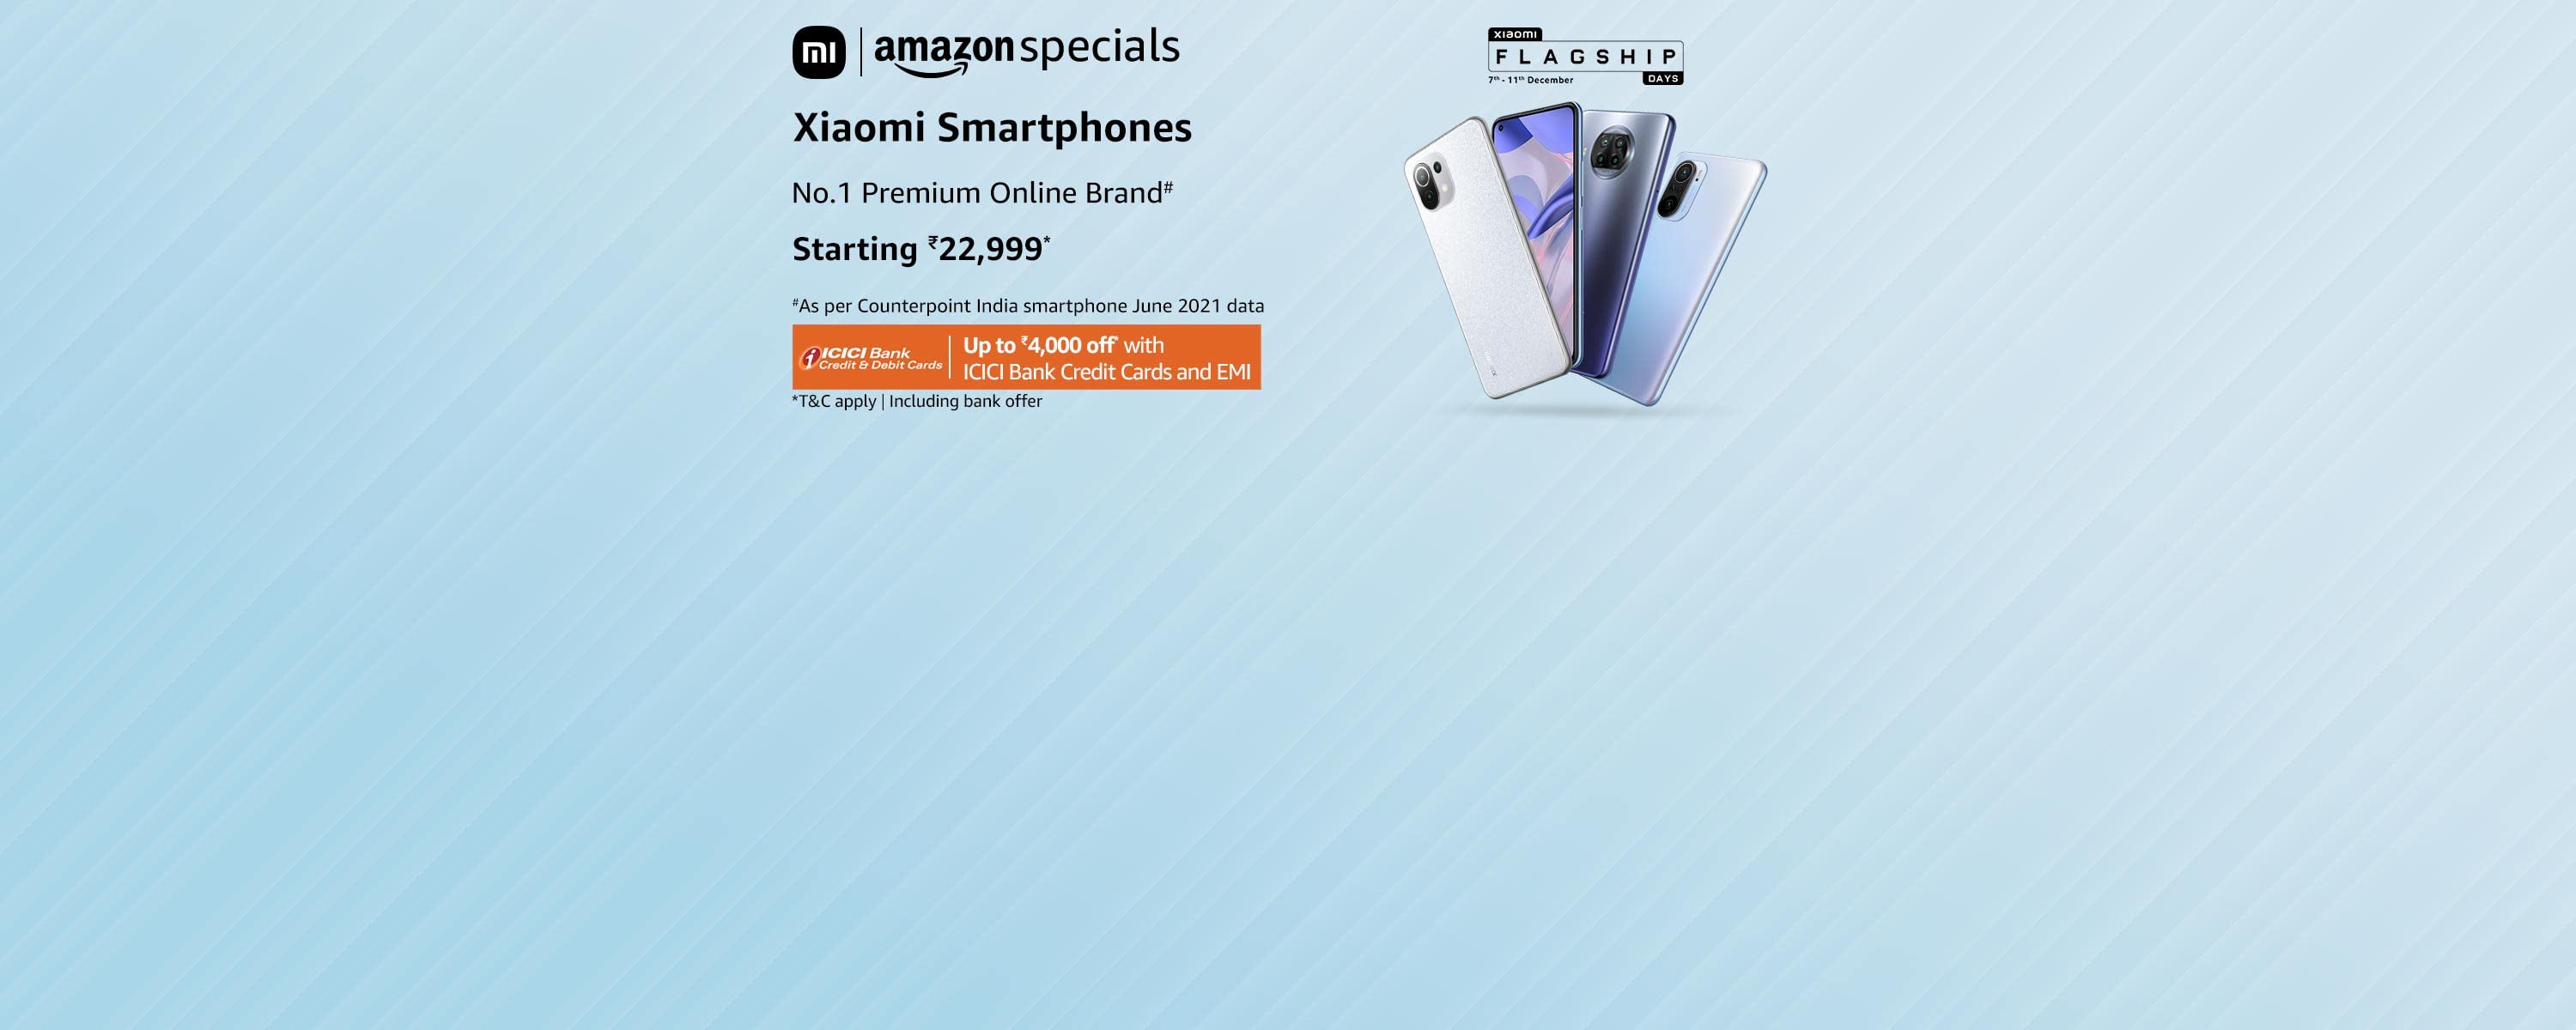 mi | amazon specials
xiaomi
FLAGSHIP
7th - 11th December DAYS
Xiaomi Smartphones
No.1 Premium Online Brand#
Starting ₹22,999*
#As per Counterpoint India smartphone June 2021 data
ICICI Bank
Credit & Debit Cards
Up to ₹4,000 off* with
ICICI Bank Credit Cards and EMI
*T&C apply | Including bank offer